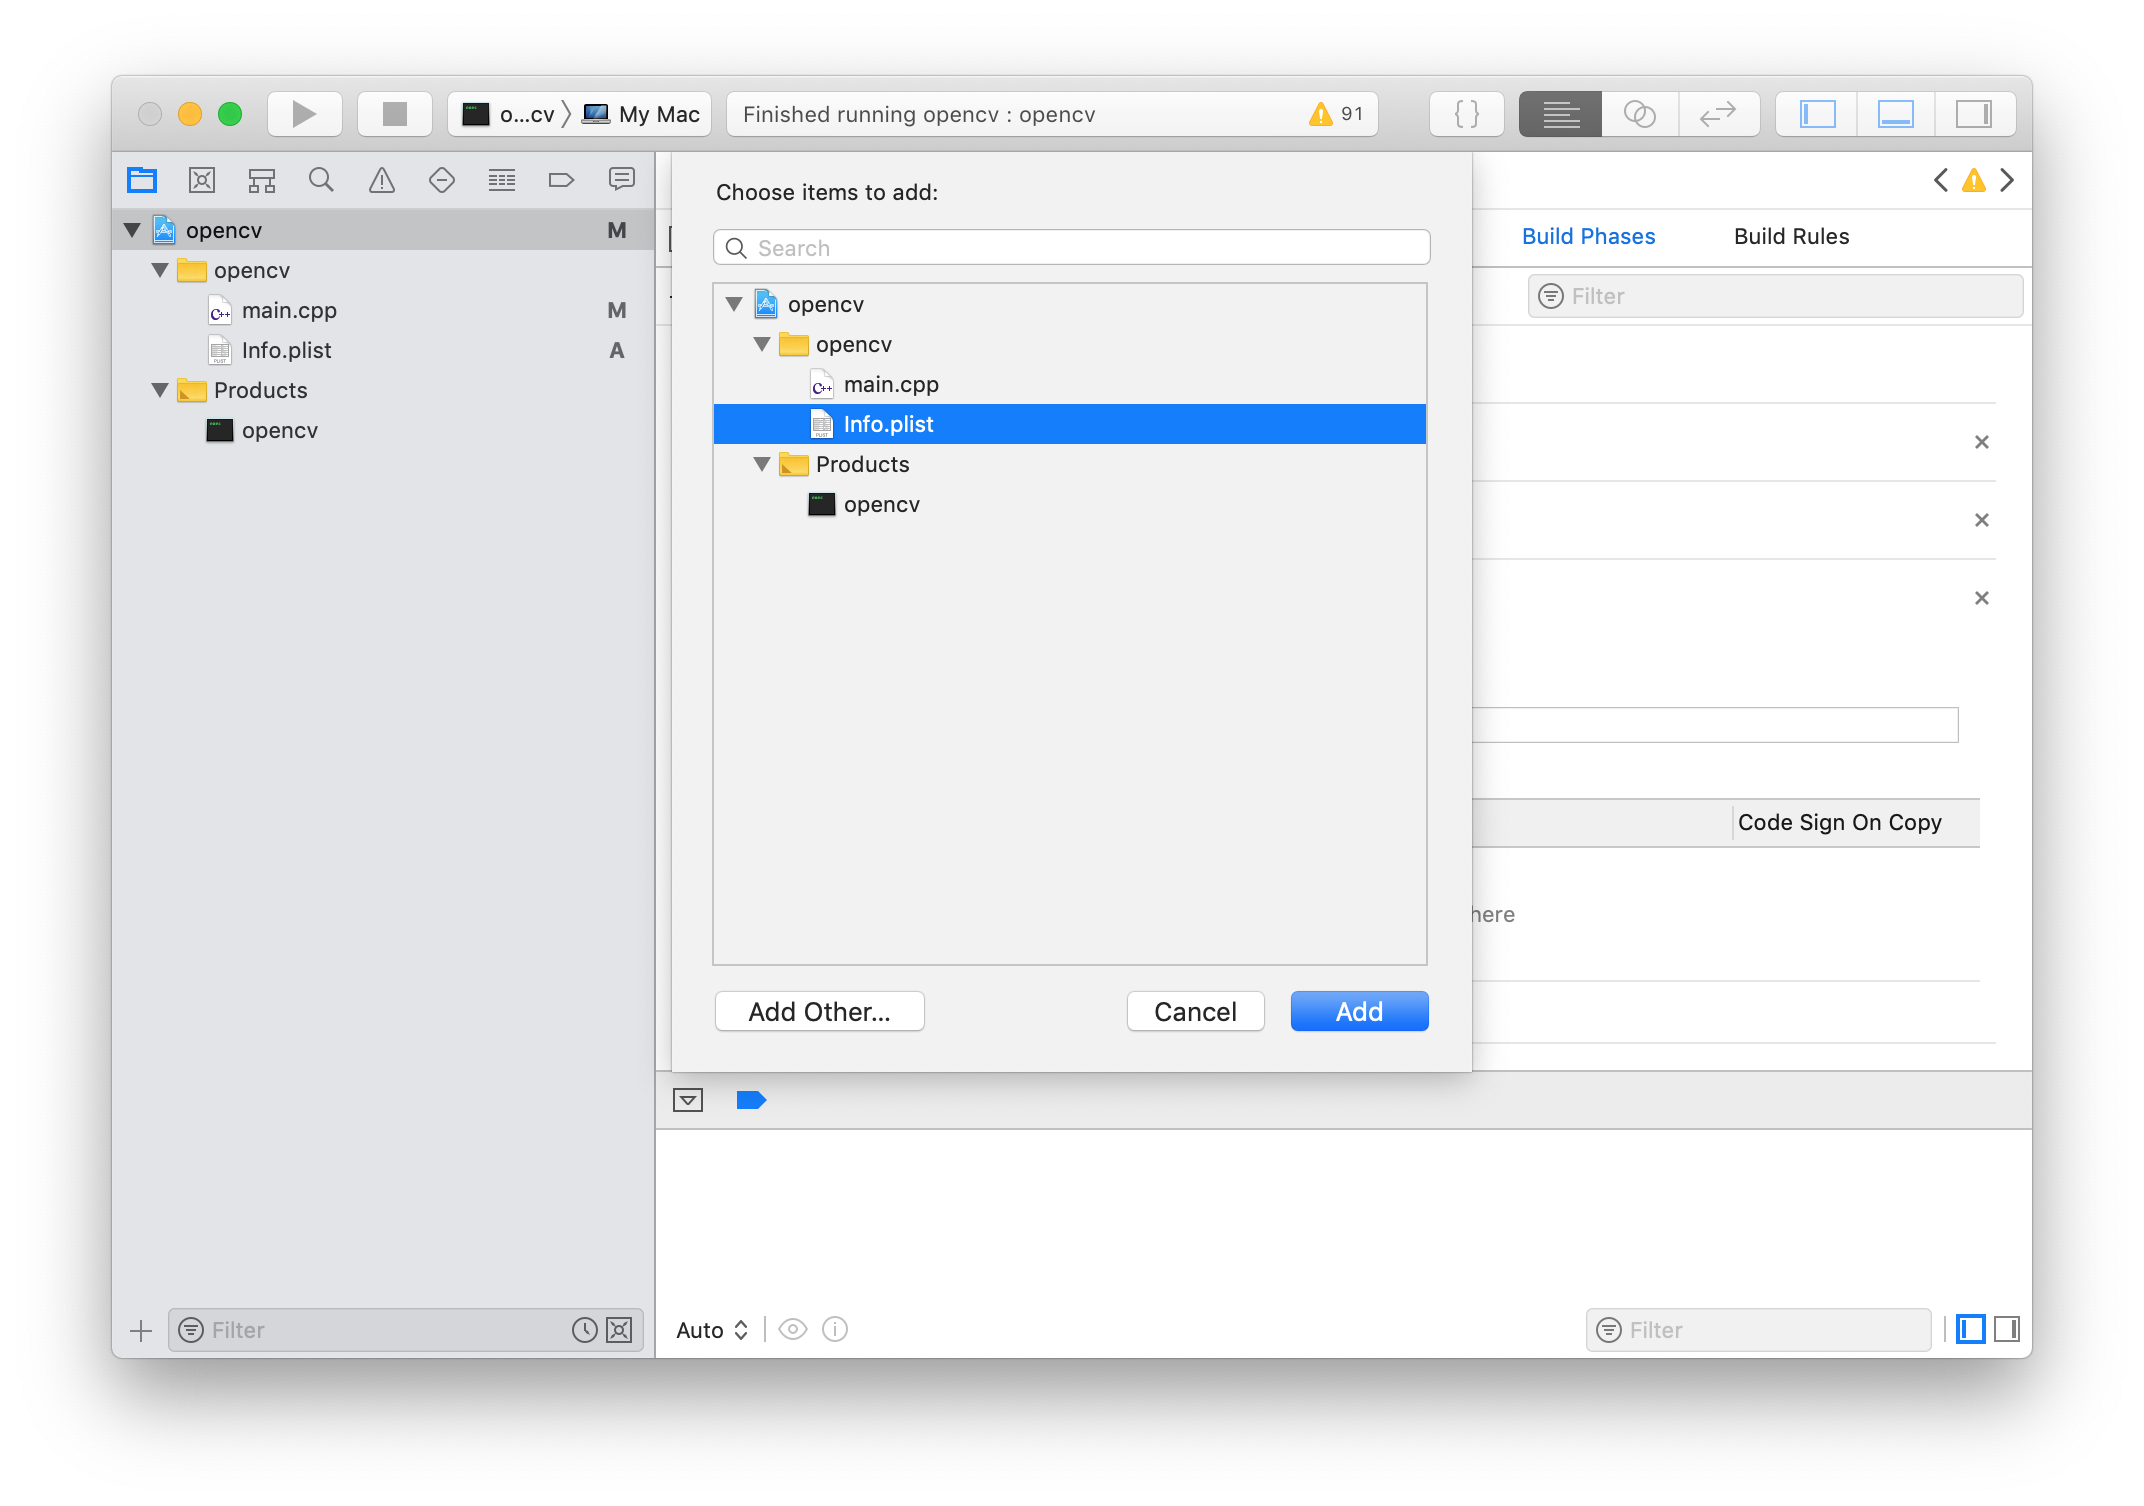 o...cv My Mac
Finished running opencv : opencv
91
opencv M
opencv
main.cpp M
Info.plist A
Products
opencv
Filter
Choose items to add:
Search
opencv
opencv
main.cpp
Info.plist
Products
opencv
Add Other...
Cancel
Add
Build Phases
Build Rules
Filter
Code Sign On Copy
here
Auto
Filter